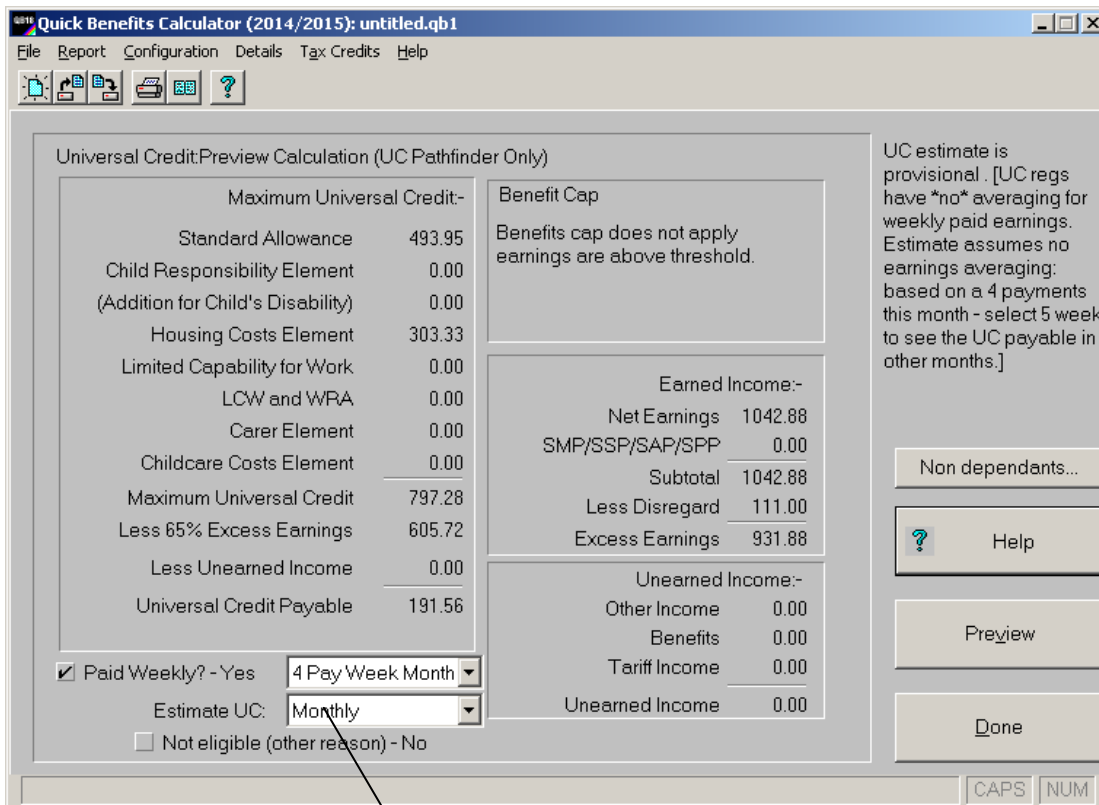 Quick Benefits Calculator (2014/2015): untitled.qb1
File Report Configuration Details Tax Credits Help
Universal Credit:Preview Calculation (UC Pathfinder Only)
Maximum Universal Credit:-
Standard Allowance 493.95
Child Responsibility Element 0.00
(Addition for Child's Disability) 0.00
Housing Costs Element 303.33
Limited Capability for Work 0.00
LCW and WRA 0.00
Carer Element 0.00
Childcare Costs Element 0.00
Maximum Universal Credit 797.28
Less 65% Excess Earnings 605.72
Less Unearned Income 0.00
Universal Credit Payable 191.56
Paid Weekly? - Yes 4 Pay Week Month
Estimate UC: Monthly
Not eligible (other reason) - No
Benefit Cap
Benefits cap does not apply
earnings are above threshold.
Earned Income:-
Net Earnings 1042.88
SMP/SSP/SAP/SPP 0.00
Subtotal 1042.88
Less Disregard 111.00
Excess Earnings 931.88
Unearned Income:-
Other Income 0.00
Benefits 0.00
Tariff Income 0.00
Unearned Income 0.00
UC estimate is
provisional . [UC regs
have *no* averaging for
weekly paid earnings.
Estimate assumes no
earnings averaging:
based on a 4 payments
this month - select 5 week
to see the UC payable in
other months.]
Non dependants...
? Help
Preview
Done
CAPS NUM